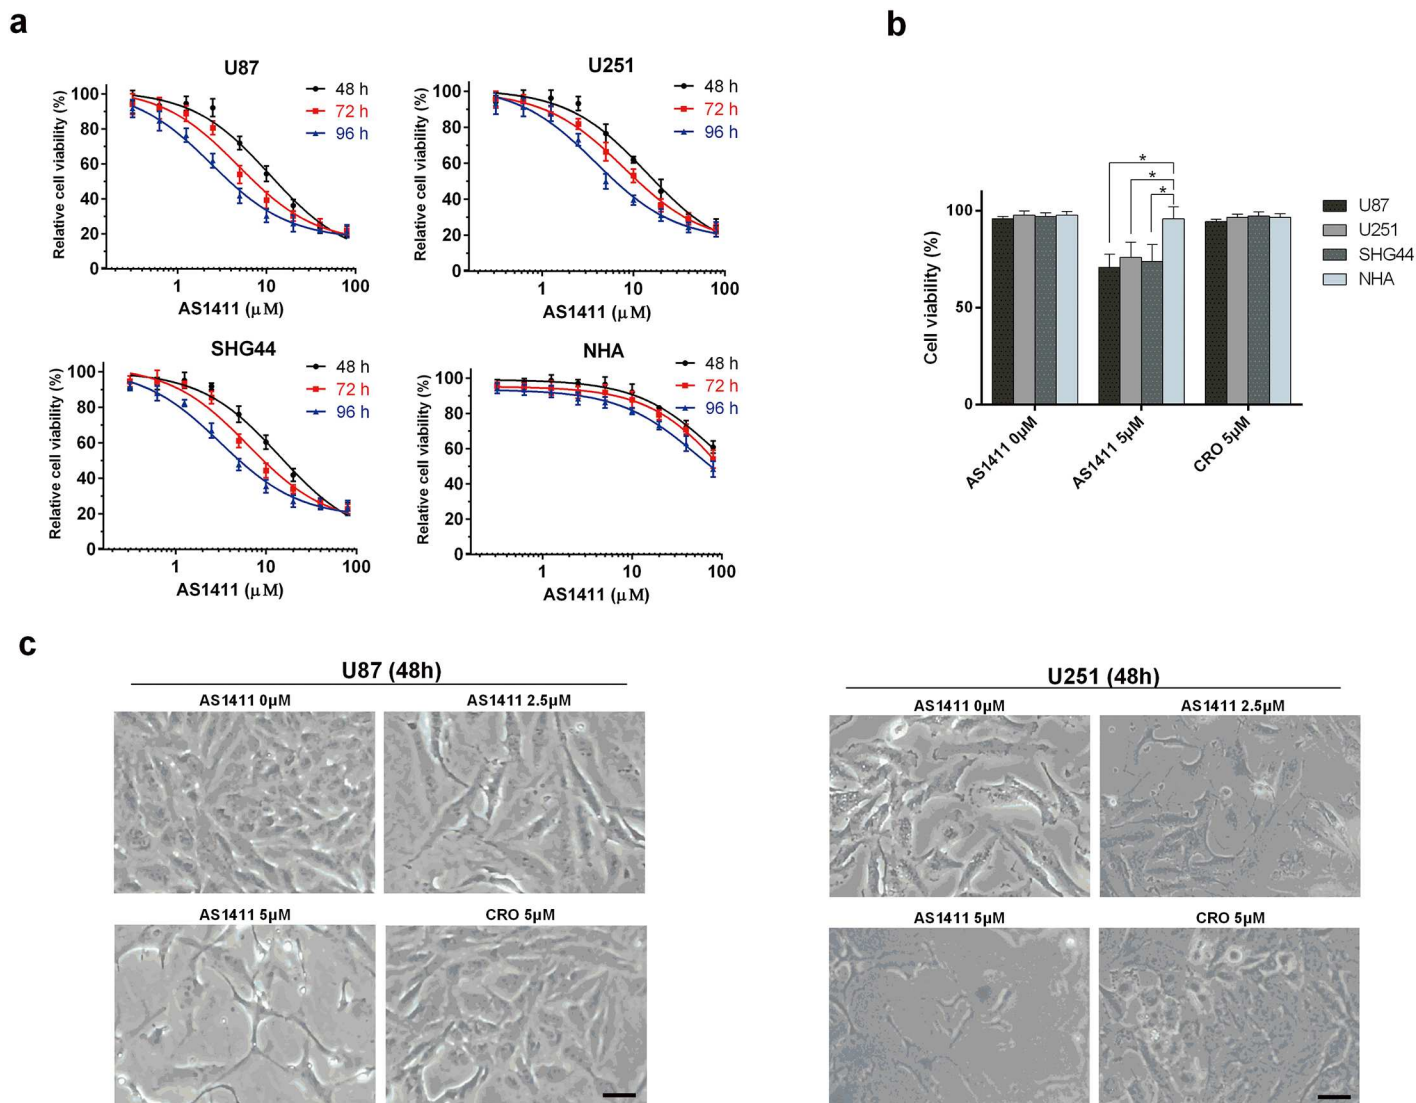 a
U87
Relative cell viability (%)
100
80
60
40
20
0
1
10
100
AS1411 (μM)
48 h
72 h
96 h
U251
Relative cell viability (%)
100
80
60
40
20
0
1
10
100
AS1411 (μM)
48 h
72 h
96 h
SHG44
Relative cell viability (%)
100
80
60
40
20
0
1
10
100
AS1411 (μM)
48 h
72 h
96 h
NHA
Relative cell viability (%)
100
80
60
40
20
0
1
10
100
AS1411 (μM)
48 h
72 h
96 h
b
Cell viability (%)
100
50
0
*
*
*
AS1411 0μM
AS1411 5μM
CRO 5μM
U87
U251
SHG44
NHA
c
U87 (48h)
AS1411 0μM
AS1411 2.5μM
AS1411 5μM
CRO 5μM
U251 (48h)
AS1411 0μM
AS1411 2.5μM
AS1411 5μM
CRO 5μM